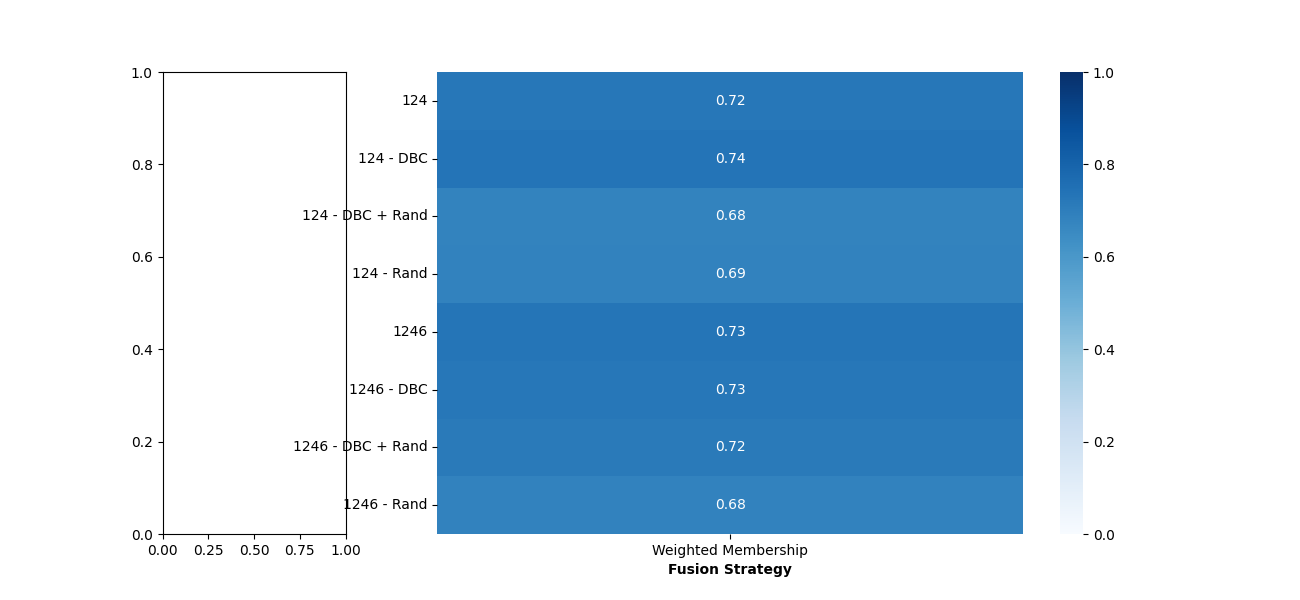 1.0
0.8
0.6
0.4
0.2
0.0
0.00 0.25 0.50 0.75 1.00
124 0.72
124 - DBC 0.74
124 - DBC + Rand 0.68
124 - Rand 0.69
1246 0.73
1246 - DBC 0.73
1246 - DBC + Rand 0.72
1246 - Rand 0.68
Weighted Membership
Fusion Strategy
1.0
0.8
0.6
0.4
0.2
0.0